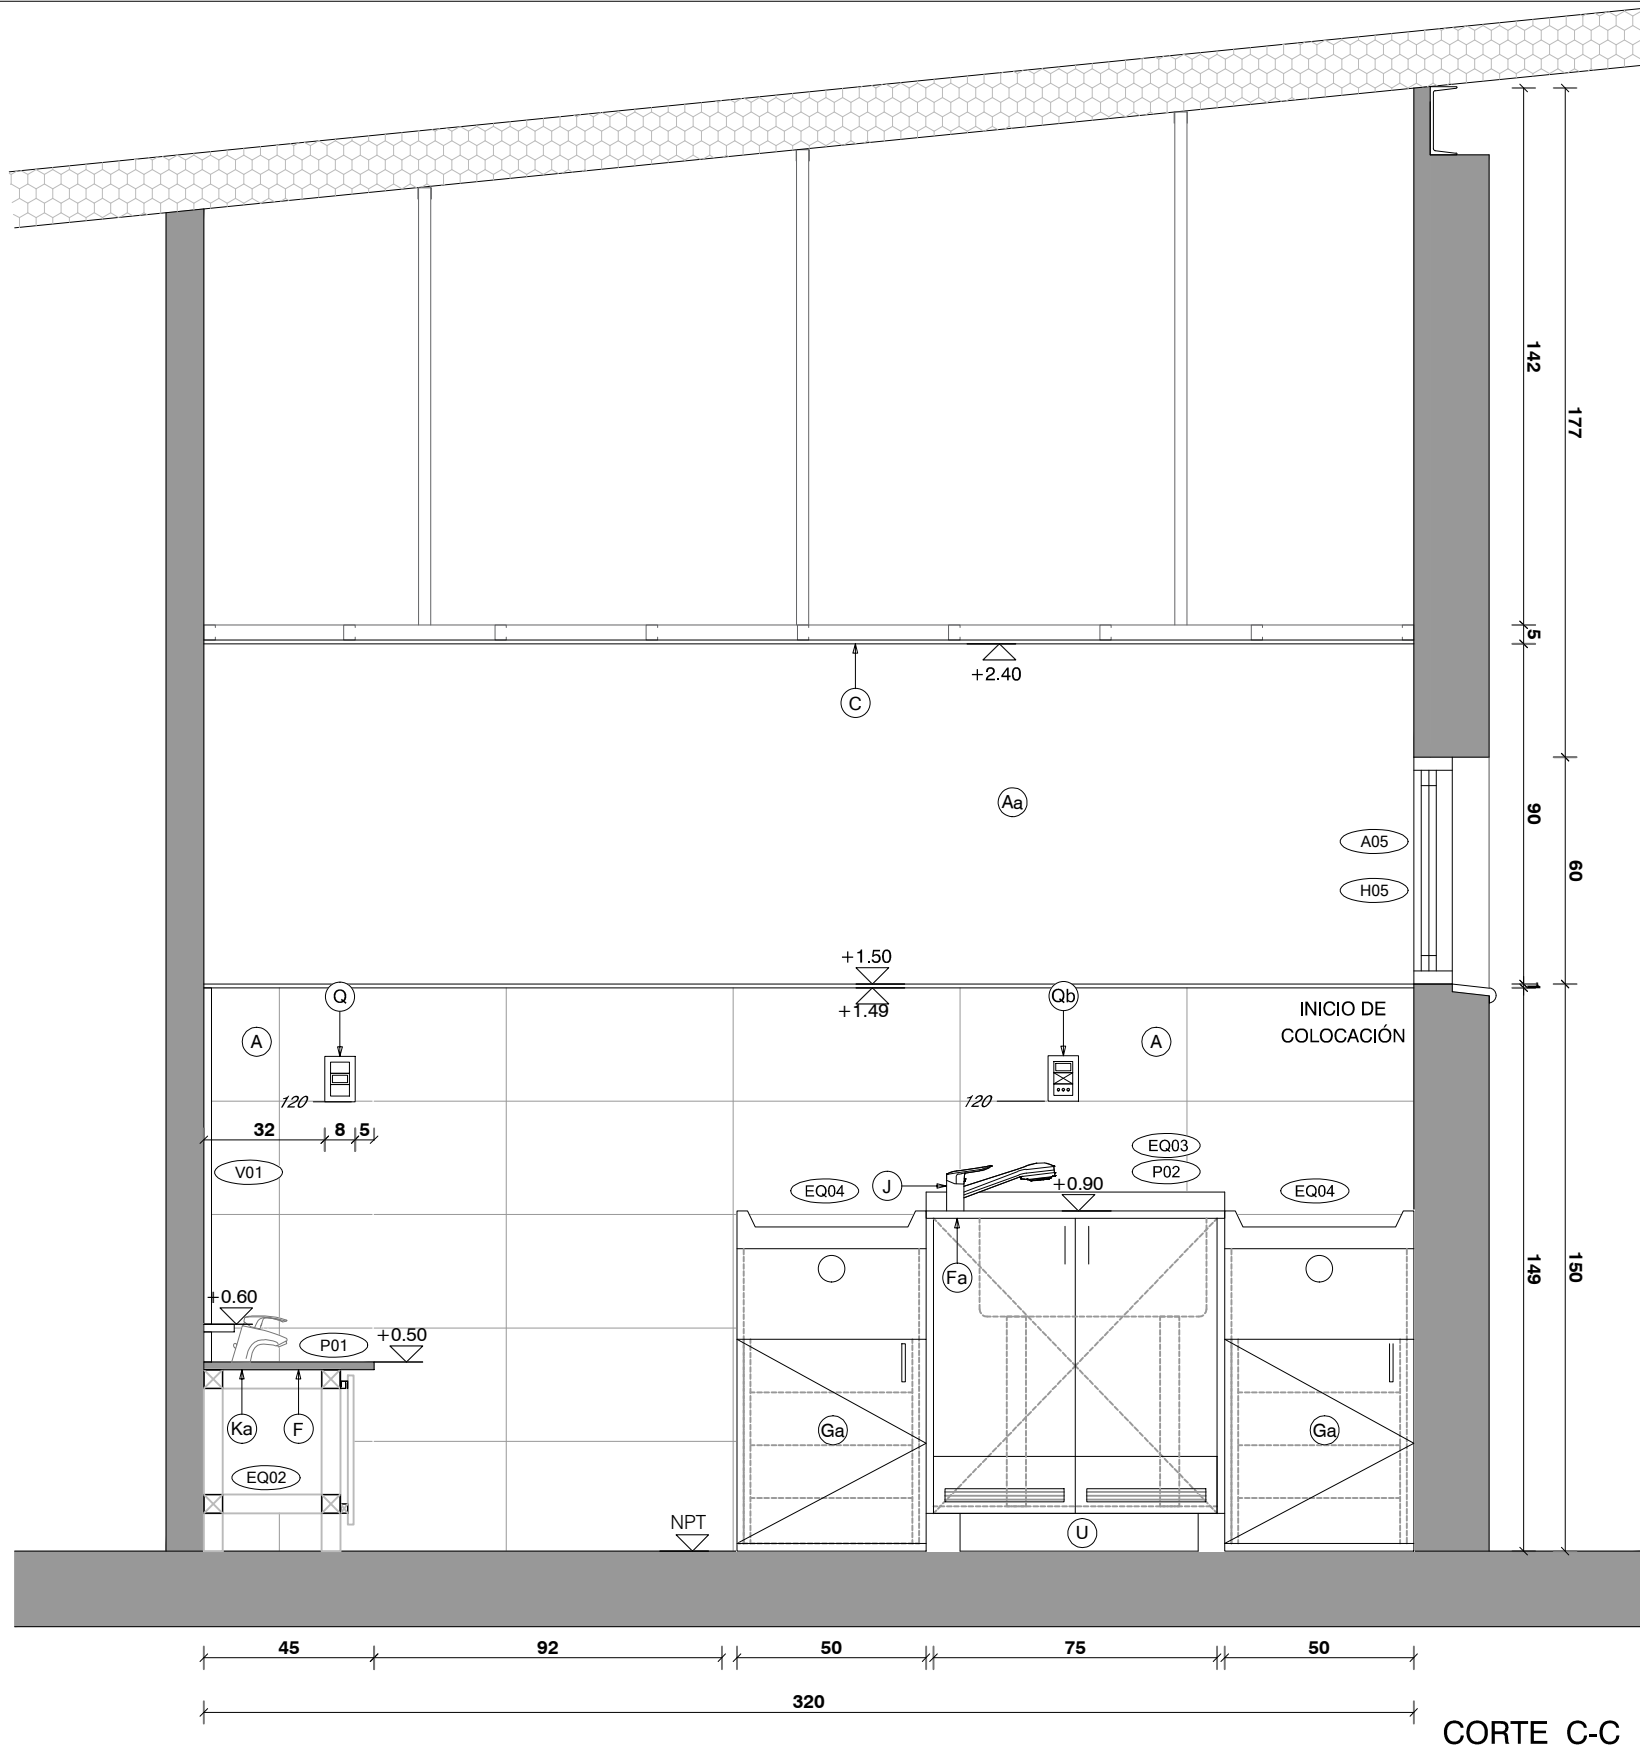 142
177
5
+2.40
C
Aa
90
A05
60
H05
+1.50
Q
Qb
1
+1.49
INICIO DE
COLOCACIÓN
A
A
120
120
32
8
5
EQ03
V01
P02
EQ04
J
+0.90
EQ04
149
150
Fa
+0.60
P01
+0.50
Ka
F
Ga
Ga
EQ02
NPT
U
45
92
50
75
50
320
CORTE C-C